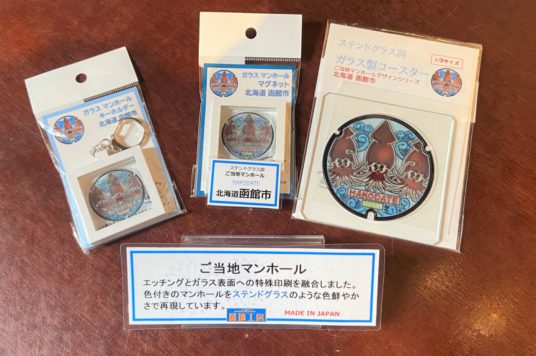 ガラス マンホール
キーホルダー
北海道 函館市
ガラス マンホール
マグネット
北海道 函館市
ステンドグラス調
ご当地マンホール
HAKODATE
北海道函館市
ステンドグラス調
1/8サイズ
ガラス製コースター
ご当地マンホールデザインシリーズ
北海道 函館市
HAKODATE
ご当地マンホール
エッチングとガラス表面への特殊印刷を融合しました。
色付きのマンホールをステンドグラスのような色鮮やか
さで再現しています。
MADE IN JAPAN